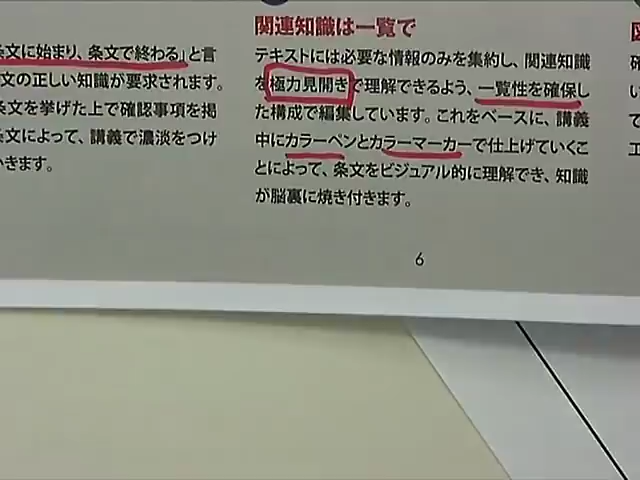 条文に始まり、条文で終わる」と言
文の正しい知識が要求されます。
条文を挙げた上で確認事項を掲
条文によって、講義で濃淡をつけ
いきます。
関連知識は一覧で
テキストには必要な情報のみを集約し、関連知識
を極力見開きで理解できるよう、一覧性を確保し
た構成で編集しています。これをベースに、講義
中にカラーペンとカラーマーカーで仕上げていくこ
とによって、条文をビジュアル的に理解でき、知識
が脳裏に焼き付きます。
6